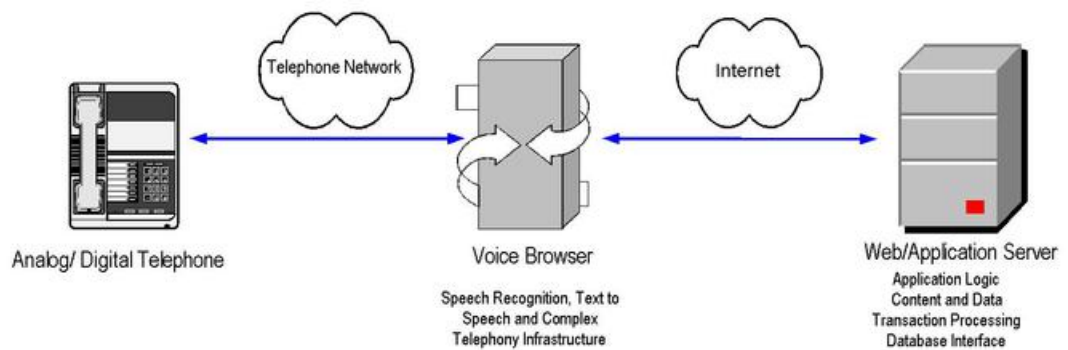 Telephone Network
Internet
Analog/ Digital Telephone
Voice Browser
Speech Recognition, Text to
Speech and Complex
Telephony Infrastructure
Web/Application Server
Application Logic
Content and Data
Transaction Processing
Database Interface